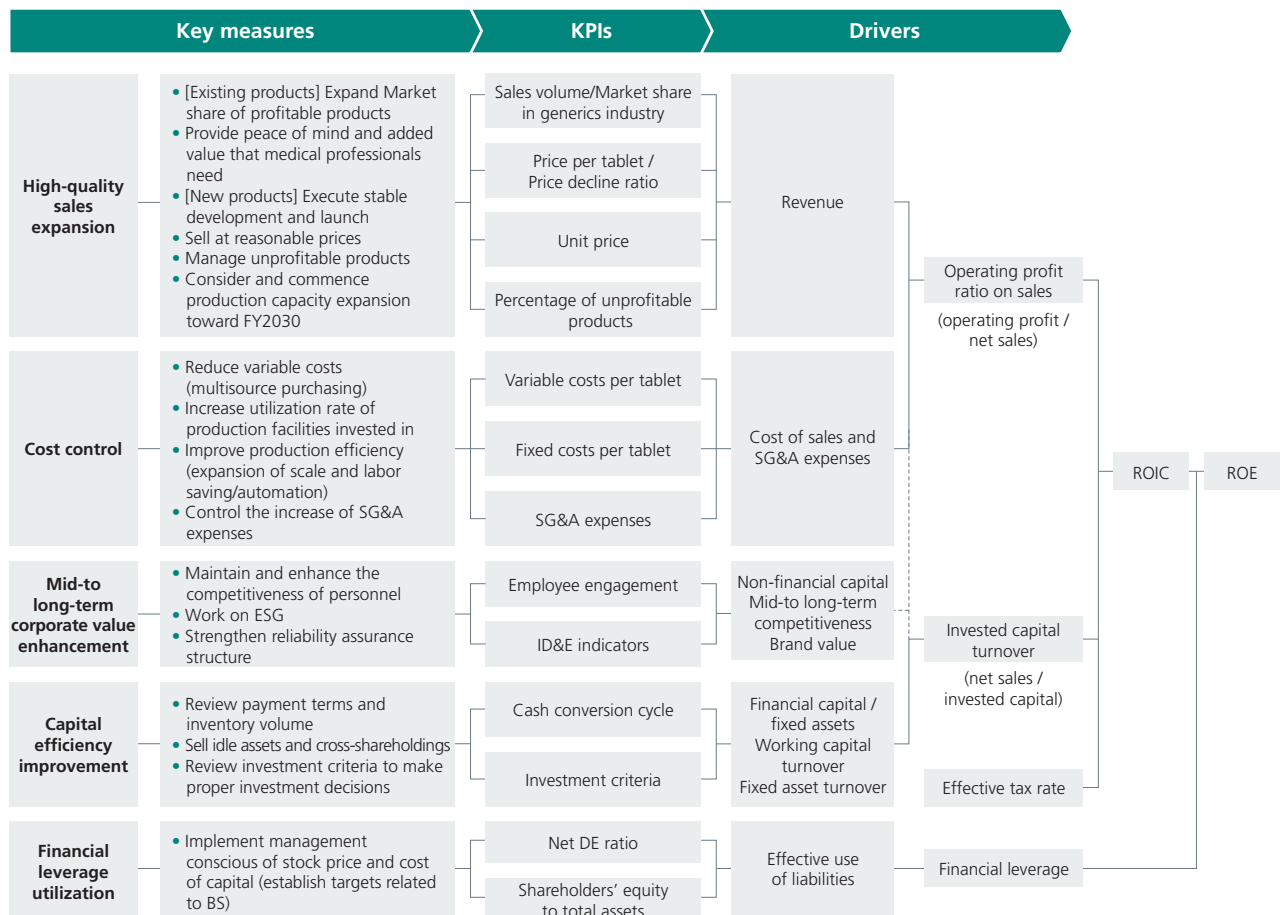 Key measures
KPIs
Drivers
High-quality
sales
expansion
• [Existing products] Expand Market
share of profitable products
• Provide peace of mind and added
value that medical professionals
need
• [New products] Execute stable
development and launch
• Sell at reasonable prices
• Manage unprofitable products
• Consider and commence
production capacity expansion
toward FY2030
Sales volume/Market share
in generics industry
Price per tablet /
Price decline ratio
Unit price
Percentage of unprofitable
products
Revenue
Operating profit
ratio on sales
(operating profit /
net sales)
Cost control
• Reduce variable costs
(multisource purchasing)
• Increase utilization rate of
production facilities invested in
• Improve production efficiency
(expansion of scale and labor
saving/automation)
• Control the increase of SG&A
expenses
Variable costs per tablet
Fixed costs per tablet
SG&A expenses
Cost of sales and
SG&A expenses
ROIC
ROE
Mid-to
long-term
corporate value
enhancement
• Maintain and enhance the
competitiveness of personnel
• Work on ESG
• Strengthen reliability assurance
structure
Employee engagement
ID&E indicators
Non-financial capital
Mid-to long-term
competitiveness
Brand value
Invested capital
turnover
(net sales /
invested capital)
Capital
efficiency
improvement
• Review payment terms and
inventory volume
• Sell idle assets and cross-shareholdings
• Review investment criteria to make
proper investment decisions
Cash conversion cycle
Investment criteria
Financial capital /
fixed assets
Working capital
turnover
Fixed asset turnover
Effective tax rate
Financial
leverage
utilization
• Implement management
conscious of stock price and cost
of capital (establish targets related
to BS)
Net DE ratio
Shareholders’ equity
to total assets
Effective use
of liabilities
Financial leverage